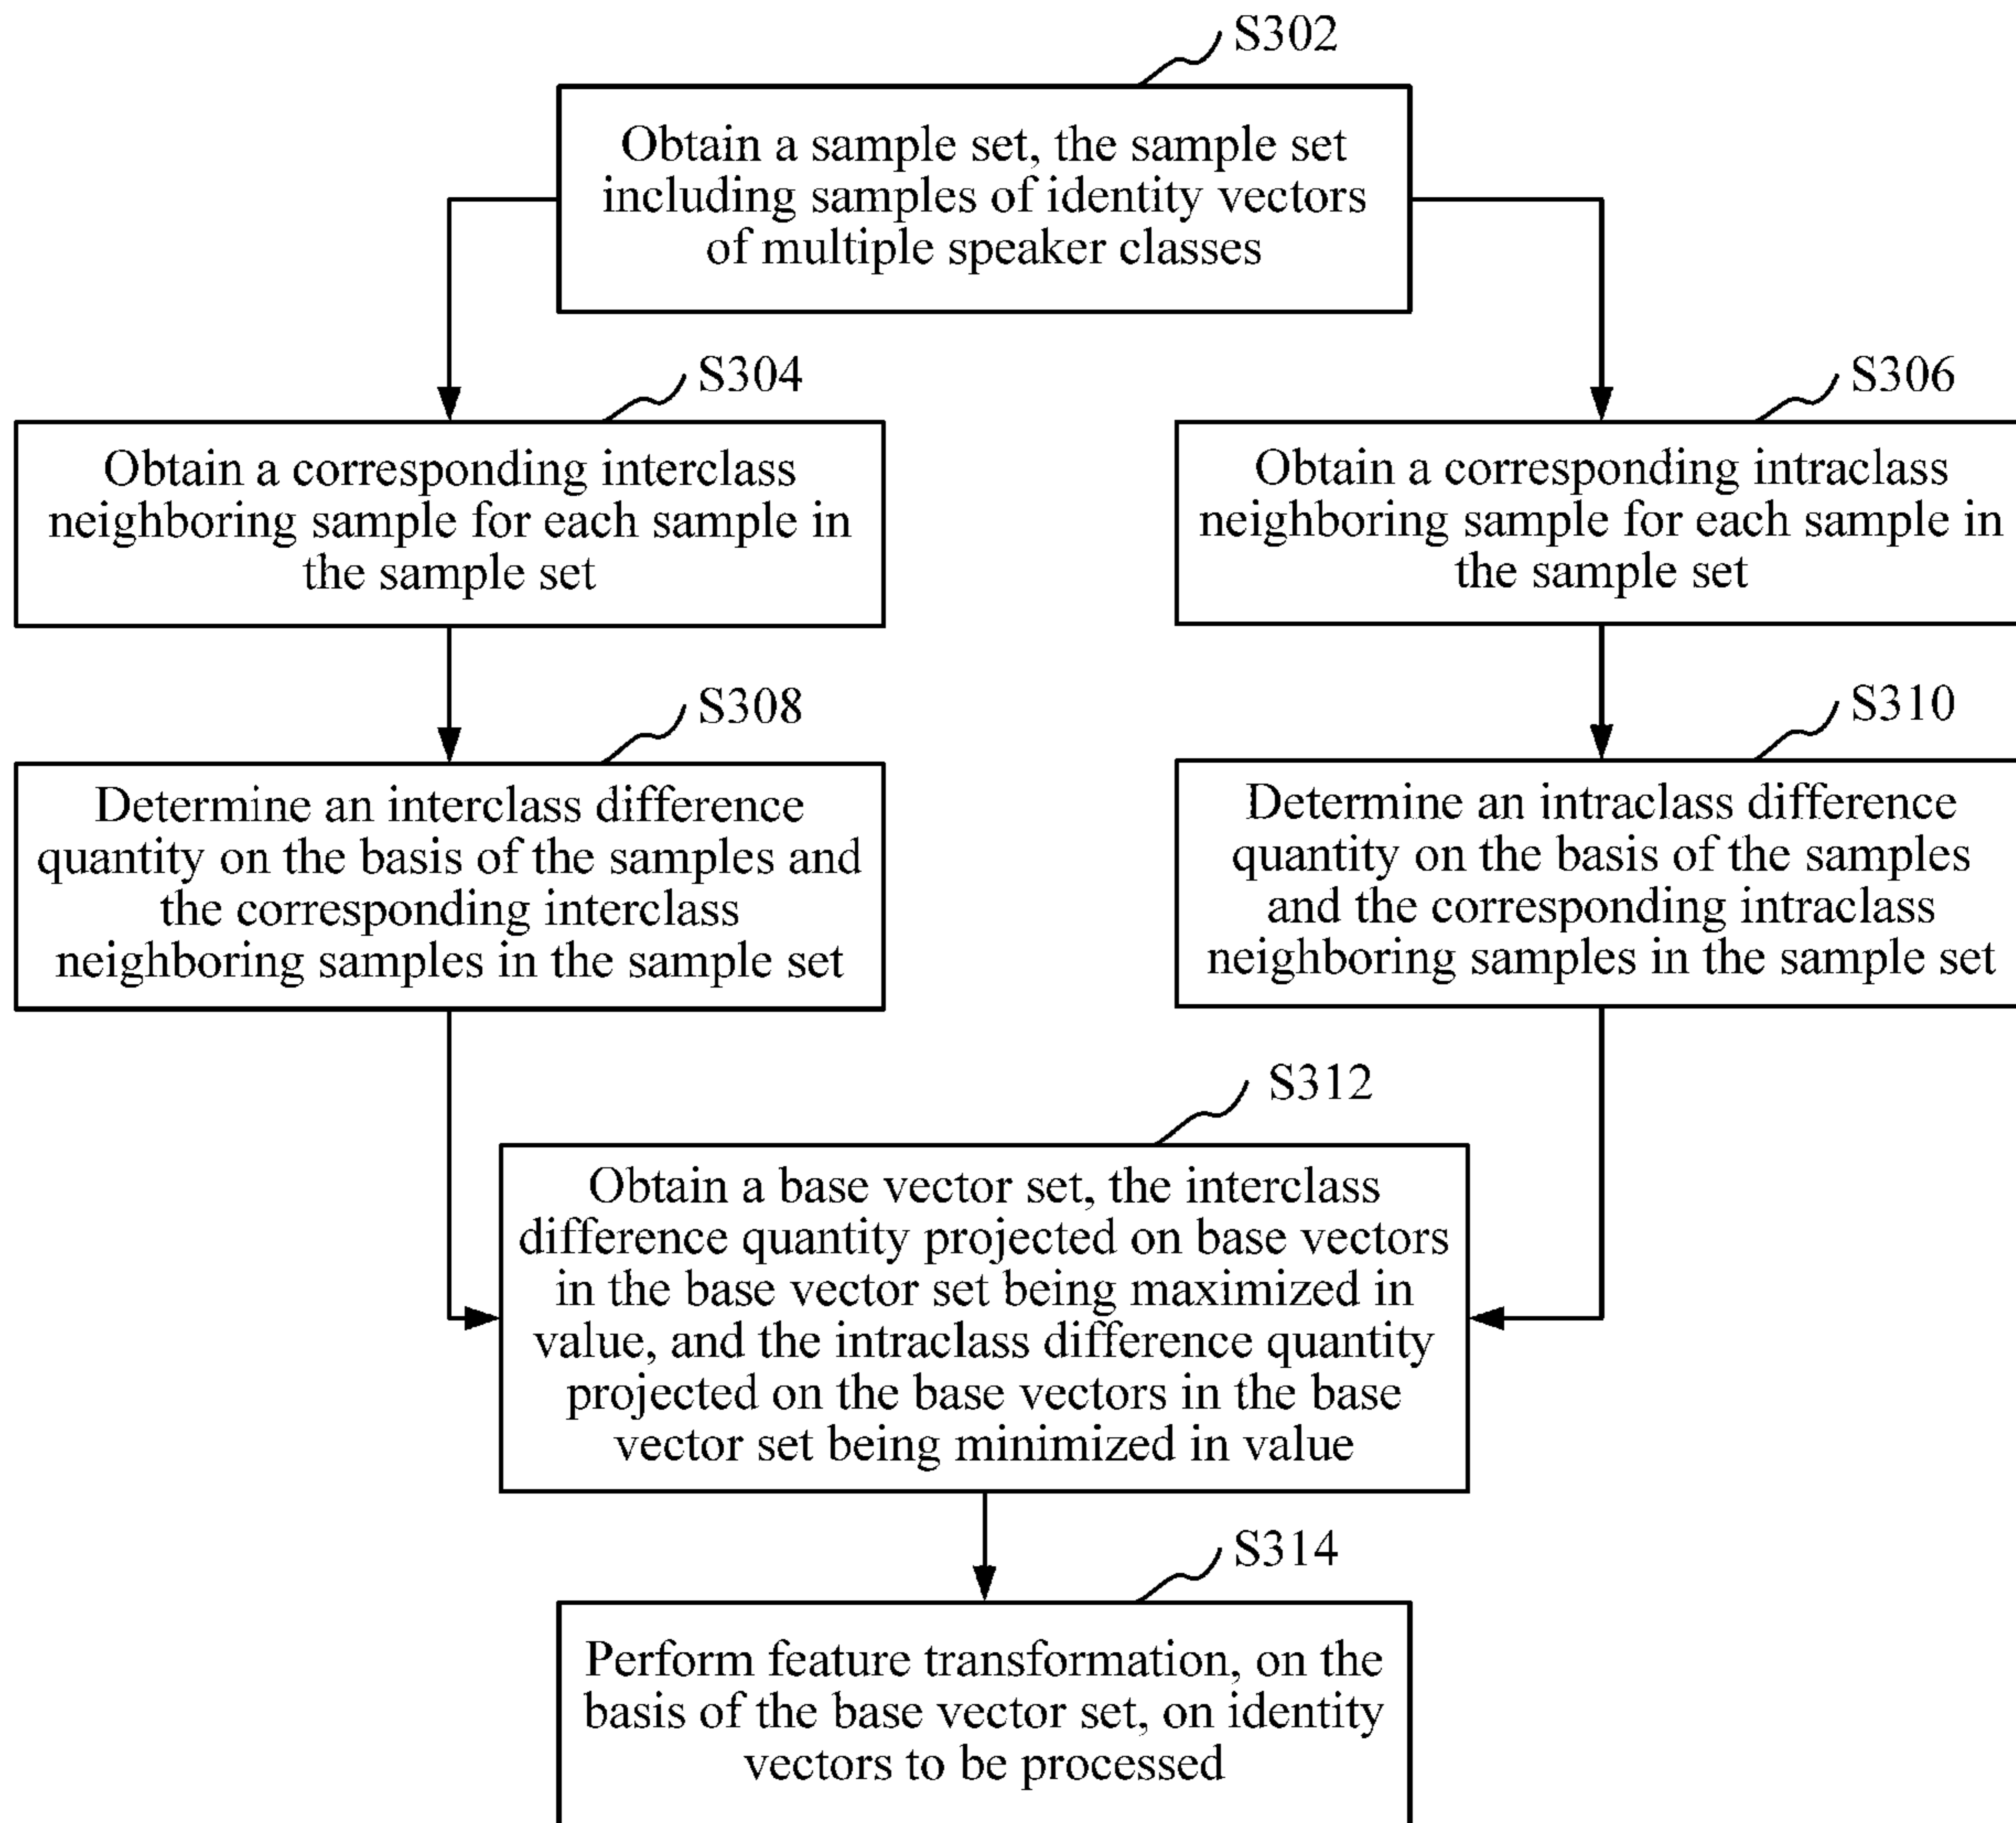 S302
Obtain a sample set, the sample set
including samples of identity vectors
of multiple speaker classes
S304
Obtain a corresponding interclass
neighboring sample for each sample in
the sample set
S306
Obtain a corresponding intraclass
neighboring sample for each sample in
the sample set
S308
Determine an interclass difference
quantity on the basis of the samples and
the corresponding interclass
neighboring samples in the sample set
S310
Determine an intraclass difference
quantity on the basis of the samples
and the corresponding intraclass
neighboring samples in the sample set
S312
Obtain a base vector set, the interclass
difference quantity projected on base vectors
in the base vector set being maximized in
value, and the intraclass difference quantity
projected on the base vectors in the base
vector set being minimized in value
S314
Perform feature transformation, on the
basis of the base vector set, on identity
vectors to be processed